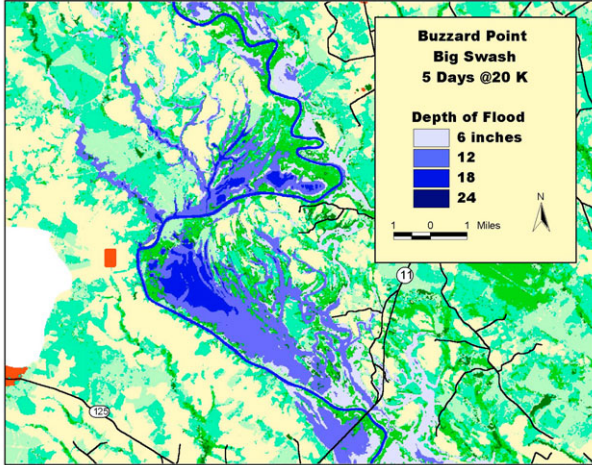 Buzzard Point
Big Swash
5 Days @20 K
Depth of Flood
6 inches
12
18
24
N
1 0 1 Miles
11
125